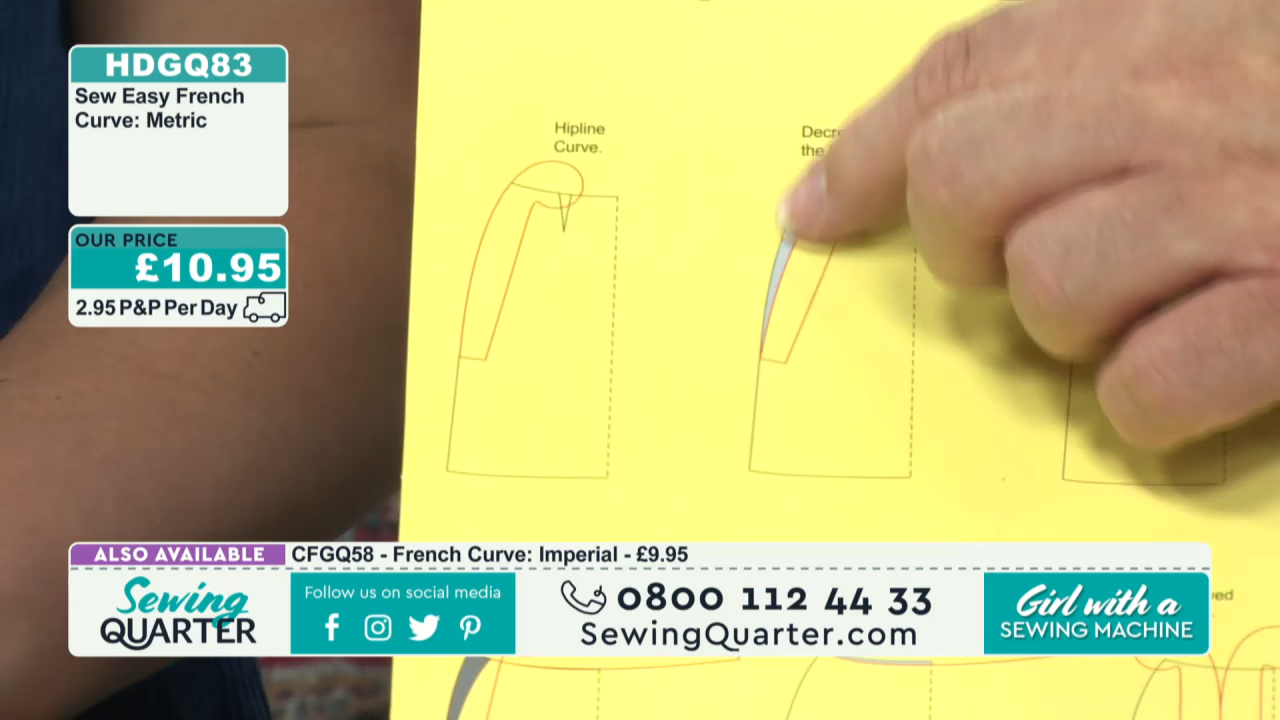 HDGQ83
Sew Easy French
Curve: Metric
OUR PRICE
£10.95
2.95 P&P Per Day
Hipline
Curve.
the
ALSO AVAILABLE CFGQ58 - French Curve: Imperial - £9.95
Sewing
QUARTER
Follow us on social media
0800 112 44 33
SewingQuarter.com
Girl with a
SEWING MACHINE